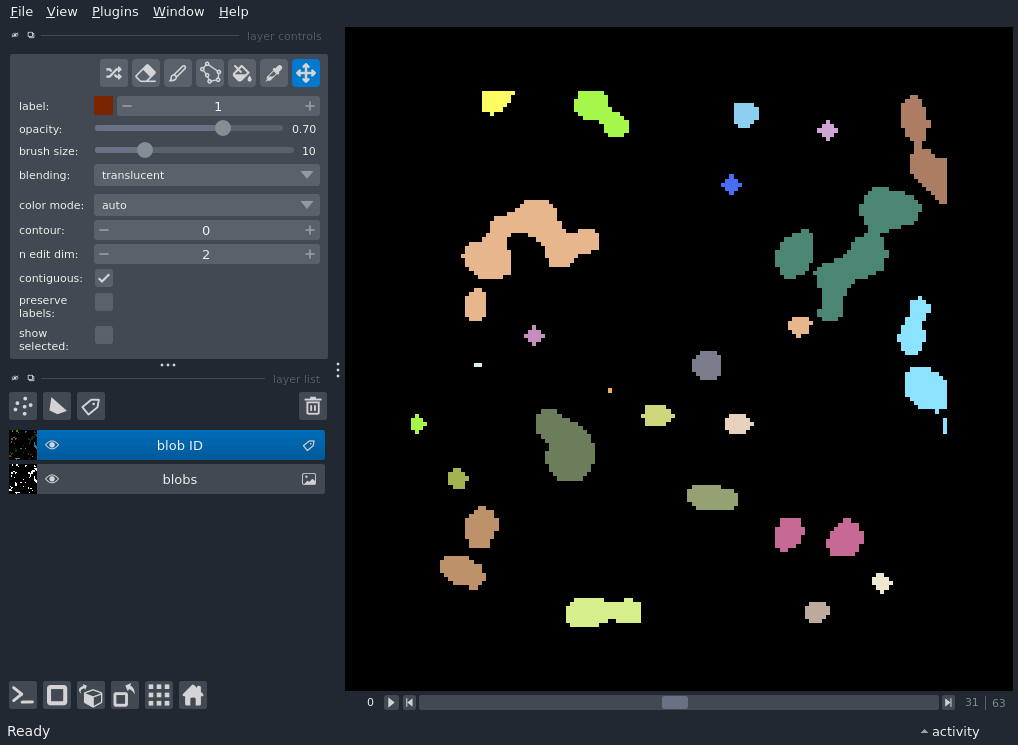 File View Plugins Window Help
layer controls
label: 1
opacity: 0.70
brush size: 10
blending: translucent
color mode: auto
contour: 0
n edit dim: 2
contiguous:
preserve
labels:
show
selected:
layer list
blob ID
blobs
0 31 63
Ready activity